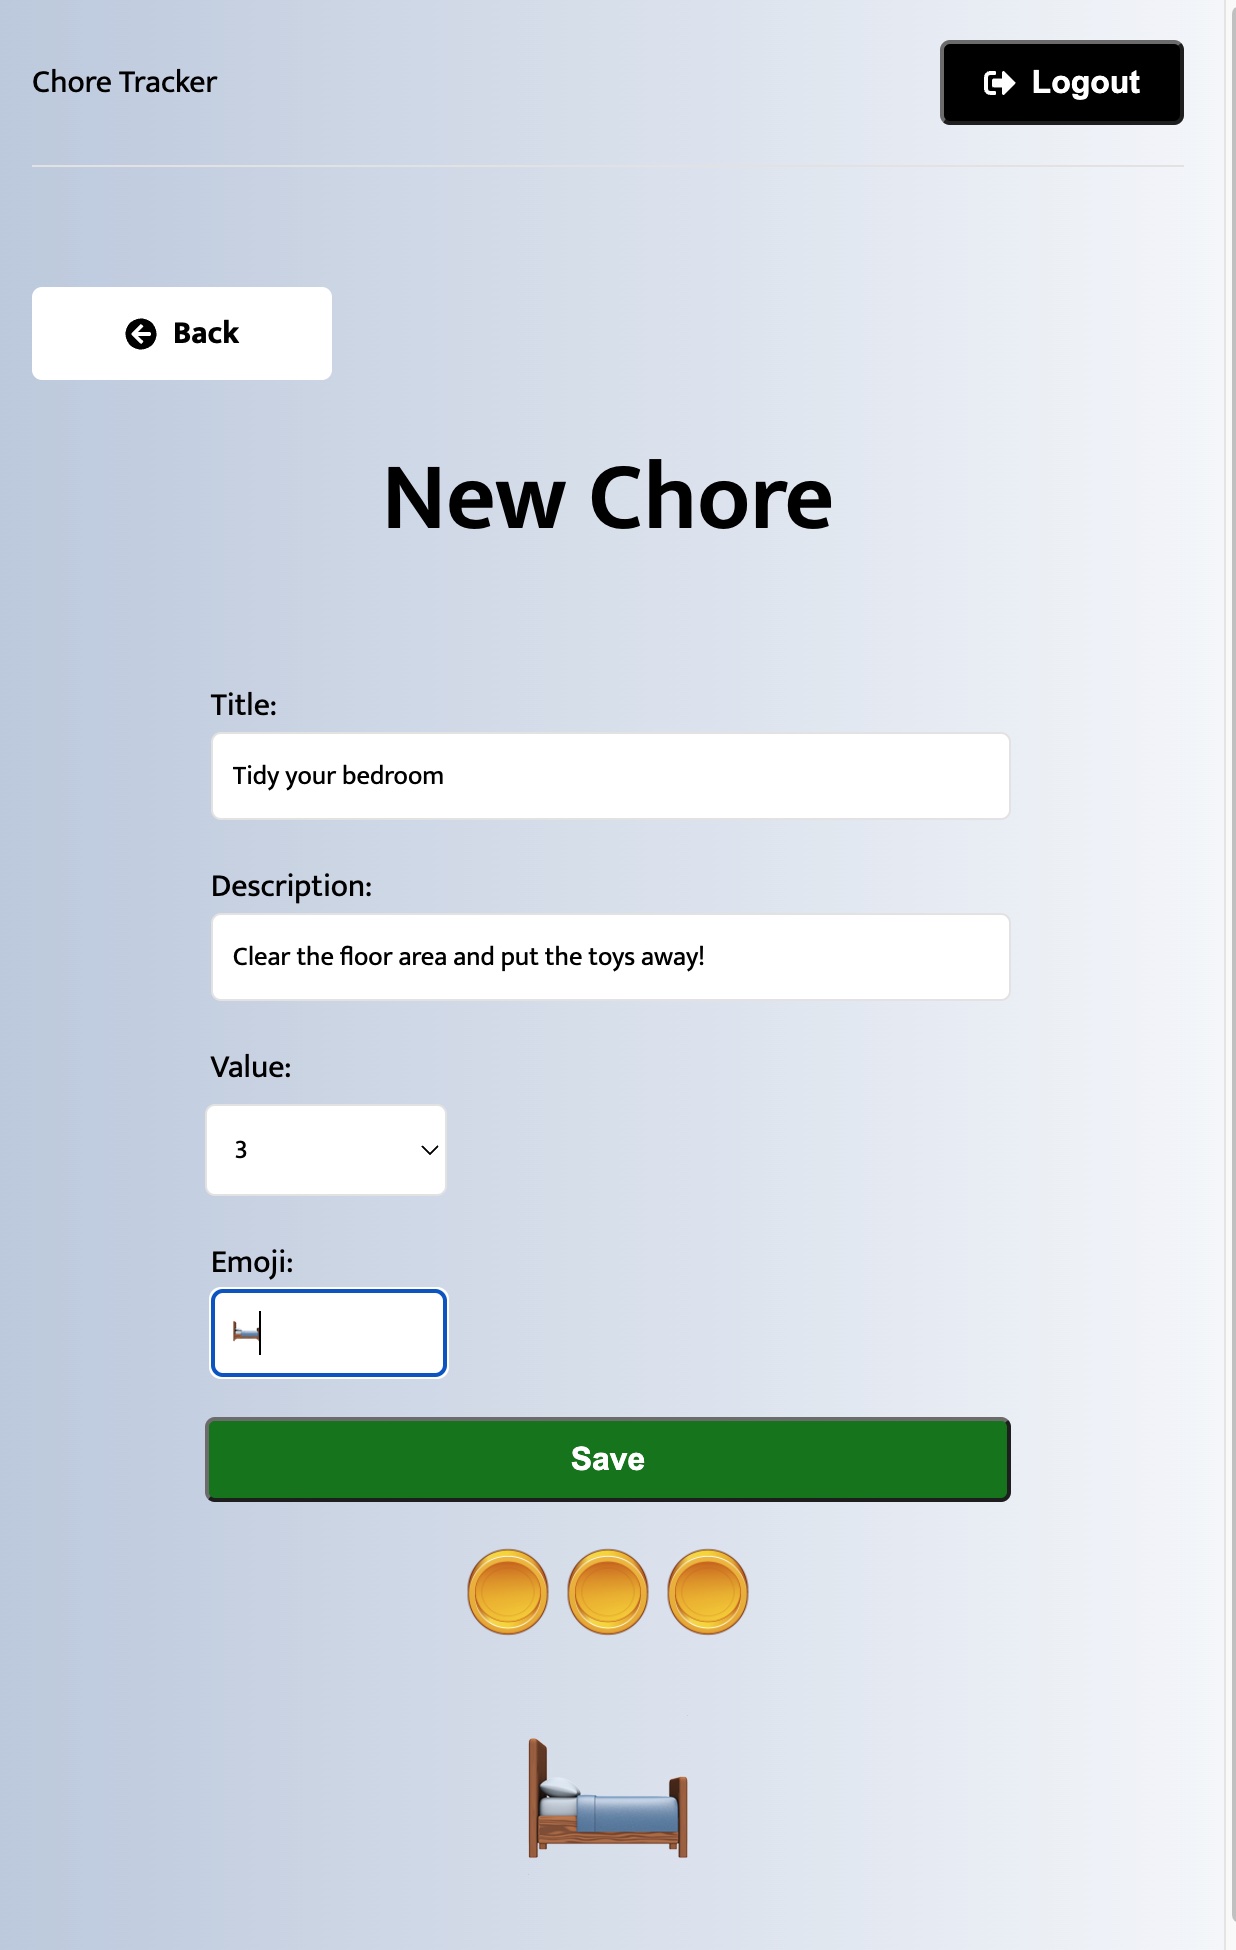 Chore Tracker
Logout
Back
New Chore
Title:
Tidy your bedroom
Description:
Clear the floor area and put the toys away!
Value:
3
Emoji:
🛏️
Save